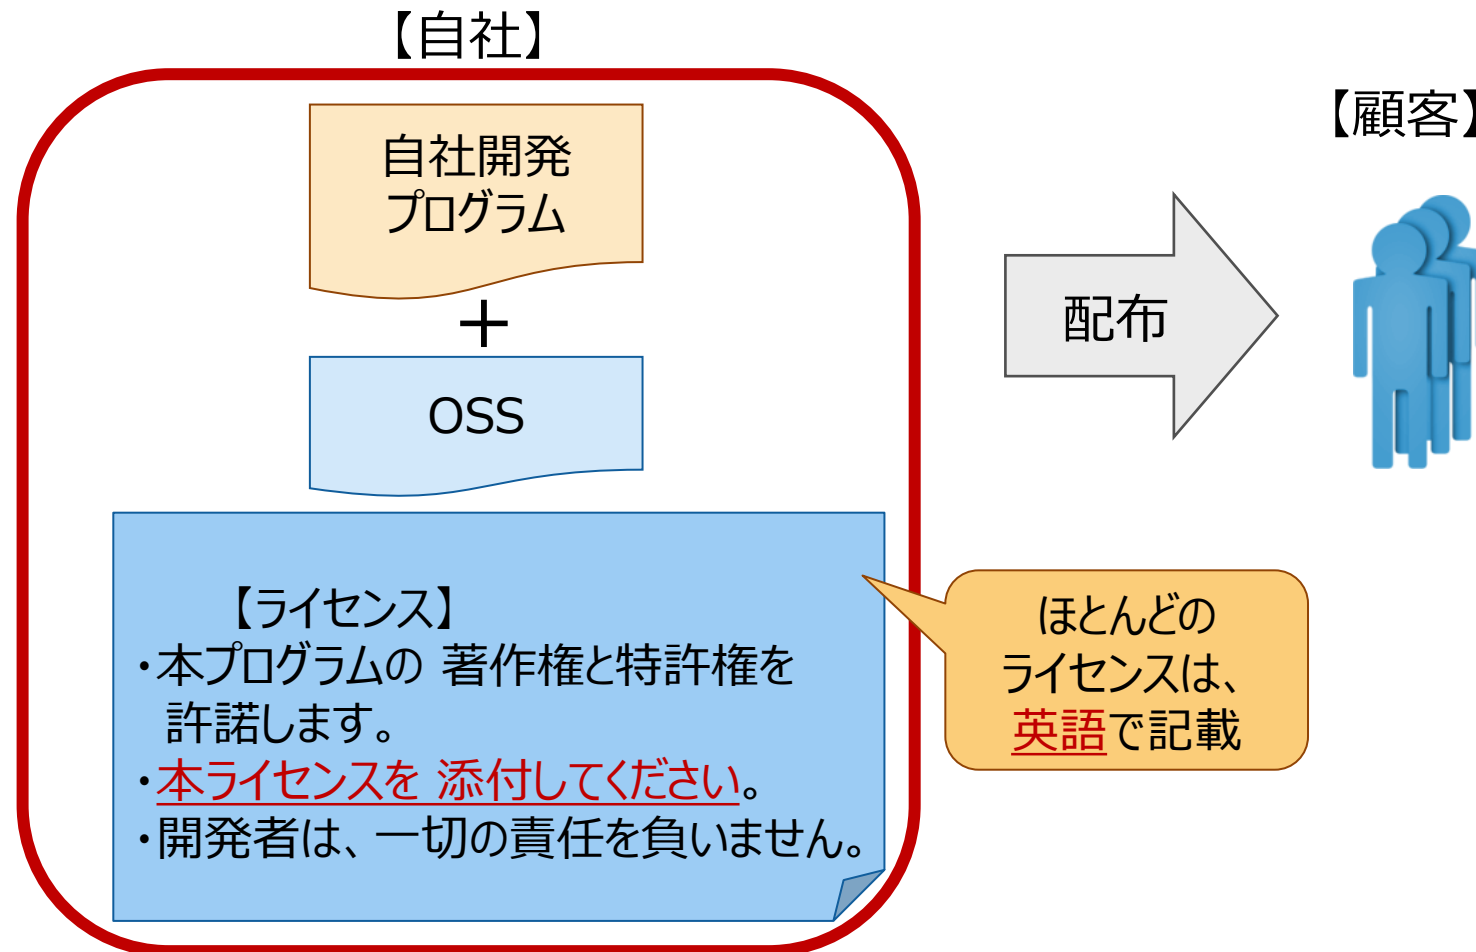 【自社】
【顧客】
自社開発
プログラム
＋
OSS
配布
【ライセンス】
・本プログラムの 著作権と特許権を
許諾します。
・本ライセンスを 添付してください。
・開発者は、一切の責任を負いません。
ほとんどの
ライセンスは、
英語で記載